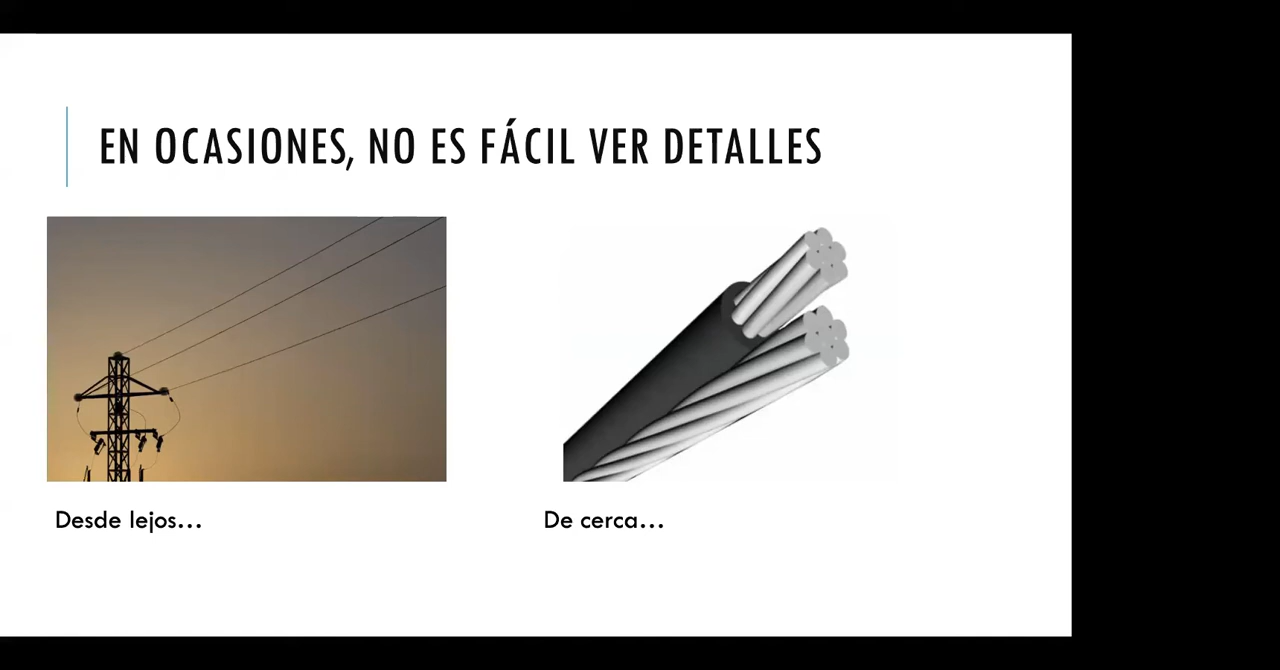 EN OCASIONES, NO ES FÁCIL VER DETALLES
Desde lejos...
De cerca...